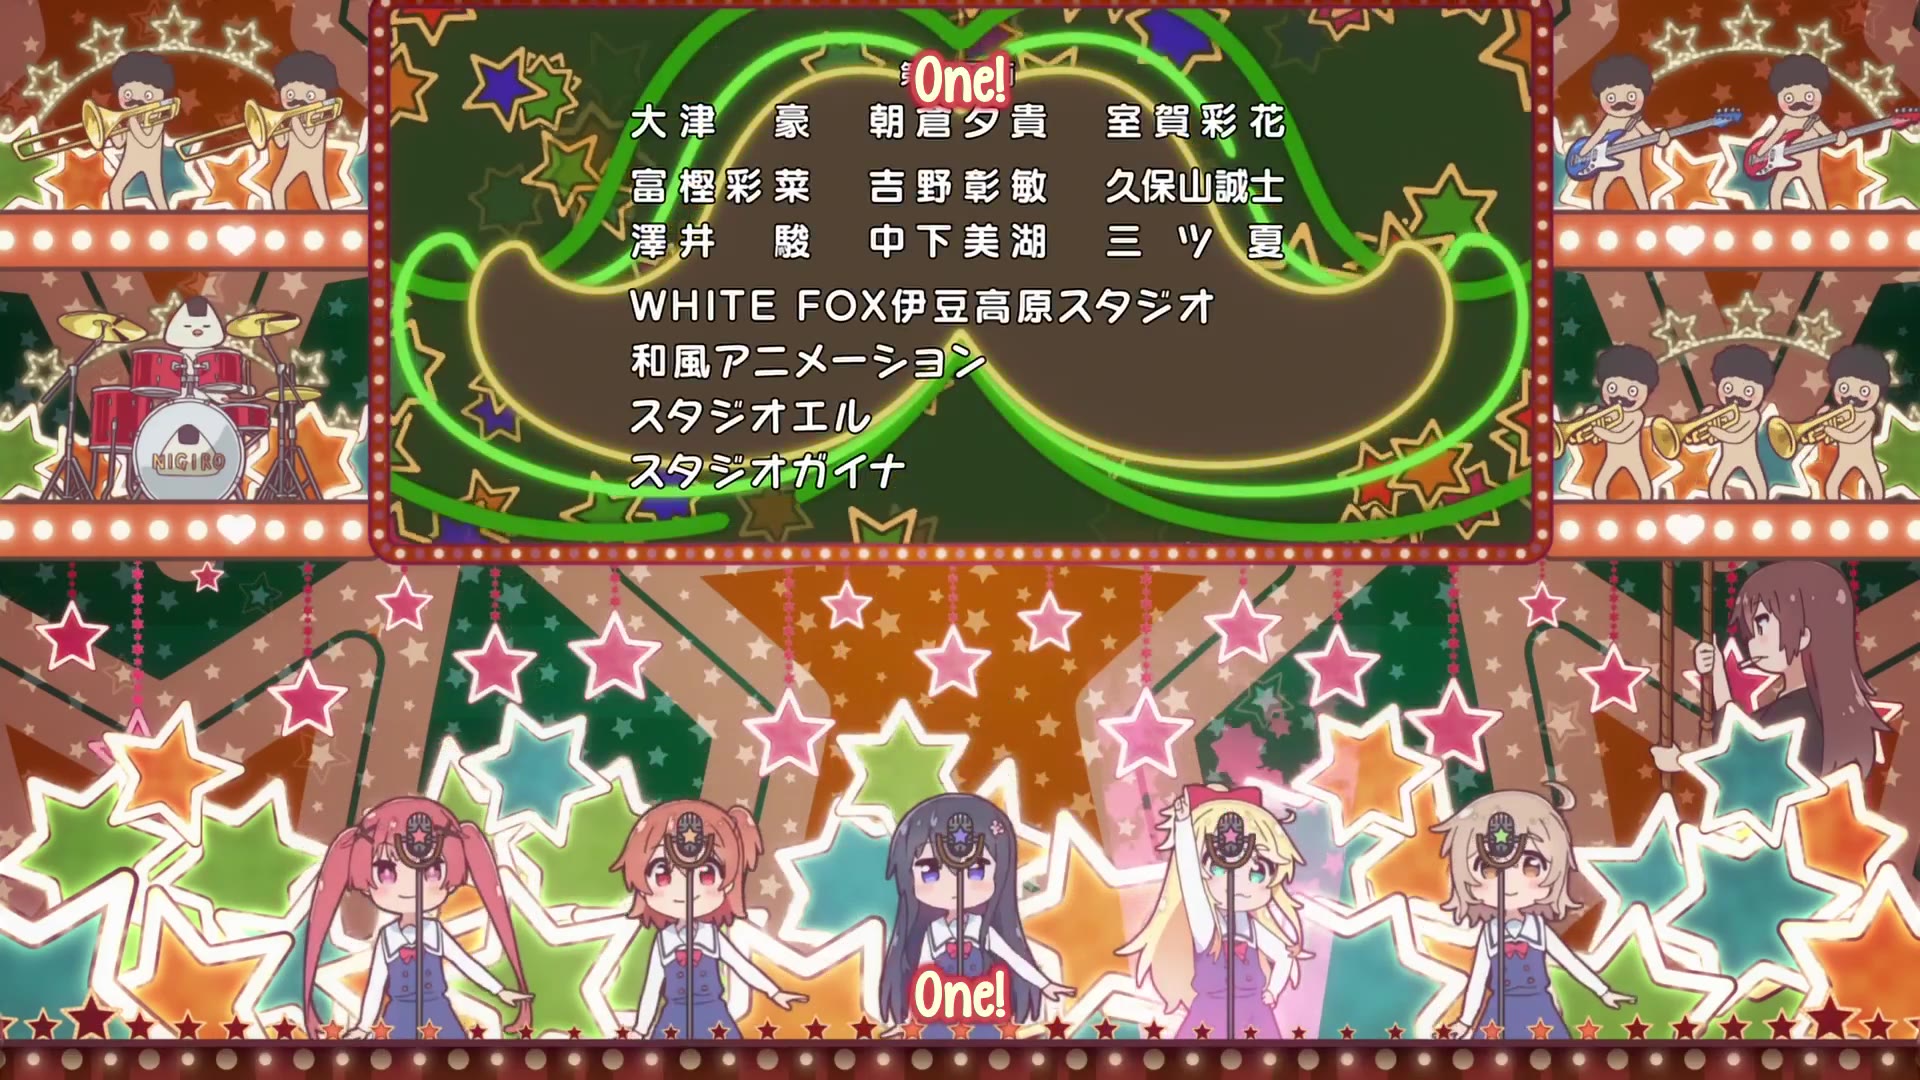 One!
大津　豪　朝倉夕貴　室賀彩花
富樫彩菜　吉野彰敏　久保山誠士
澤井　駿　中下美湖　三ツ　夏
WHITE FOX伊豆高原スタジオ
和風アニメーション
スタジオエル
スタジオガイナ
NIGIRO
One!